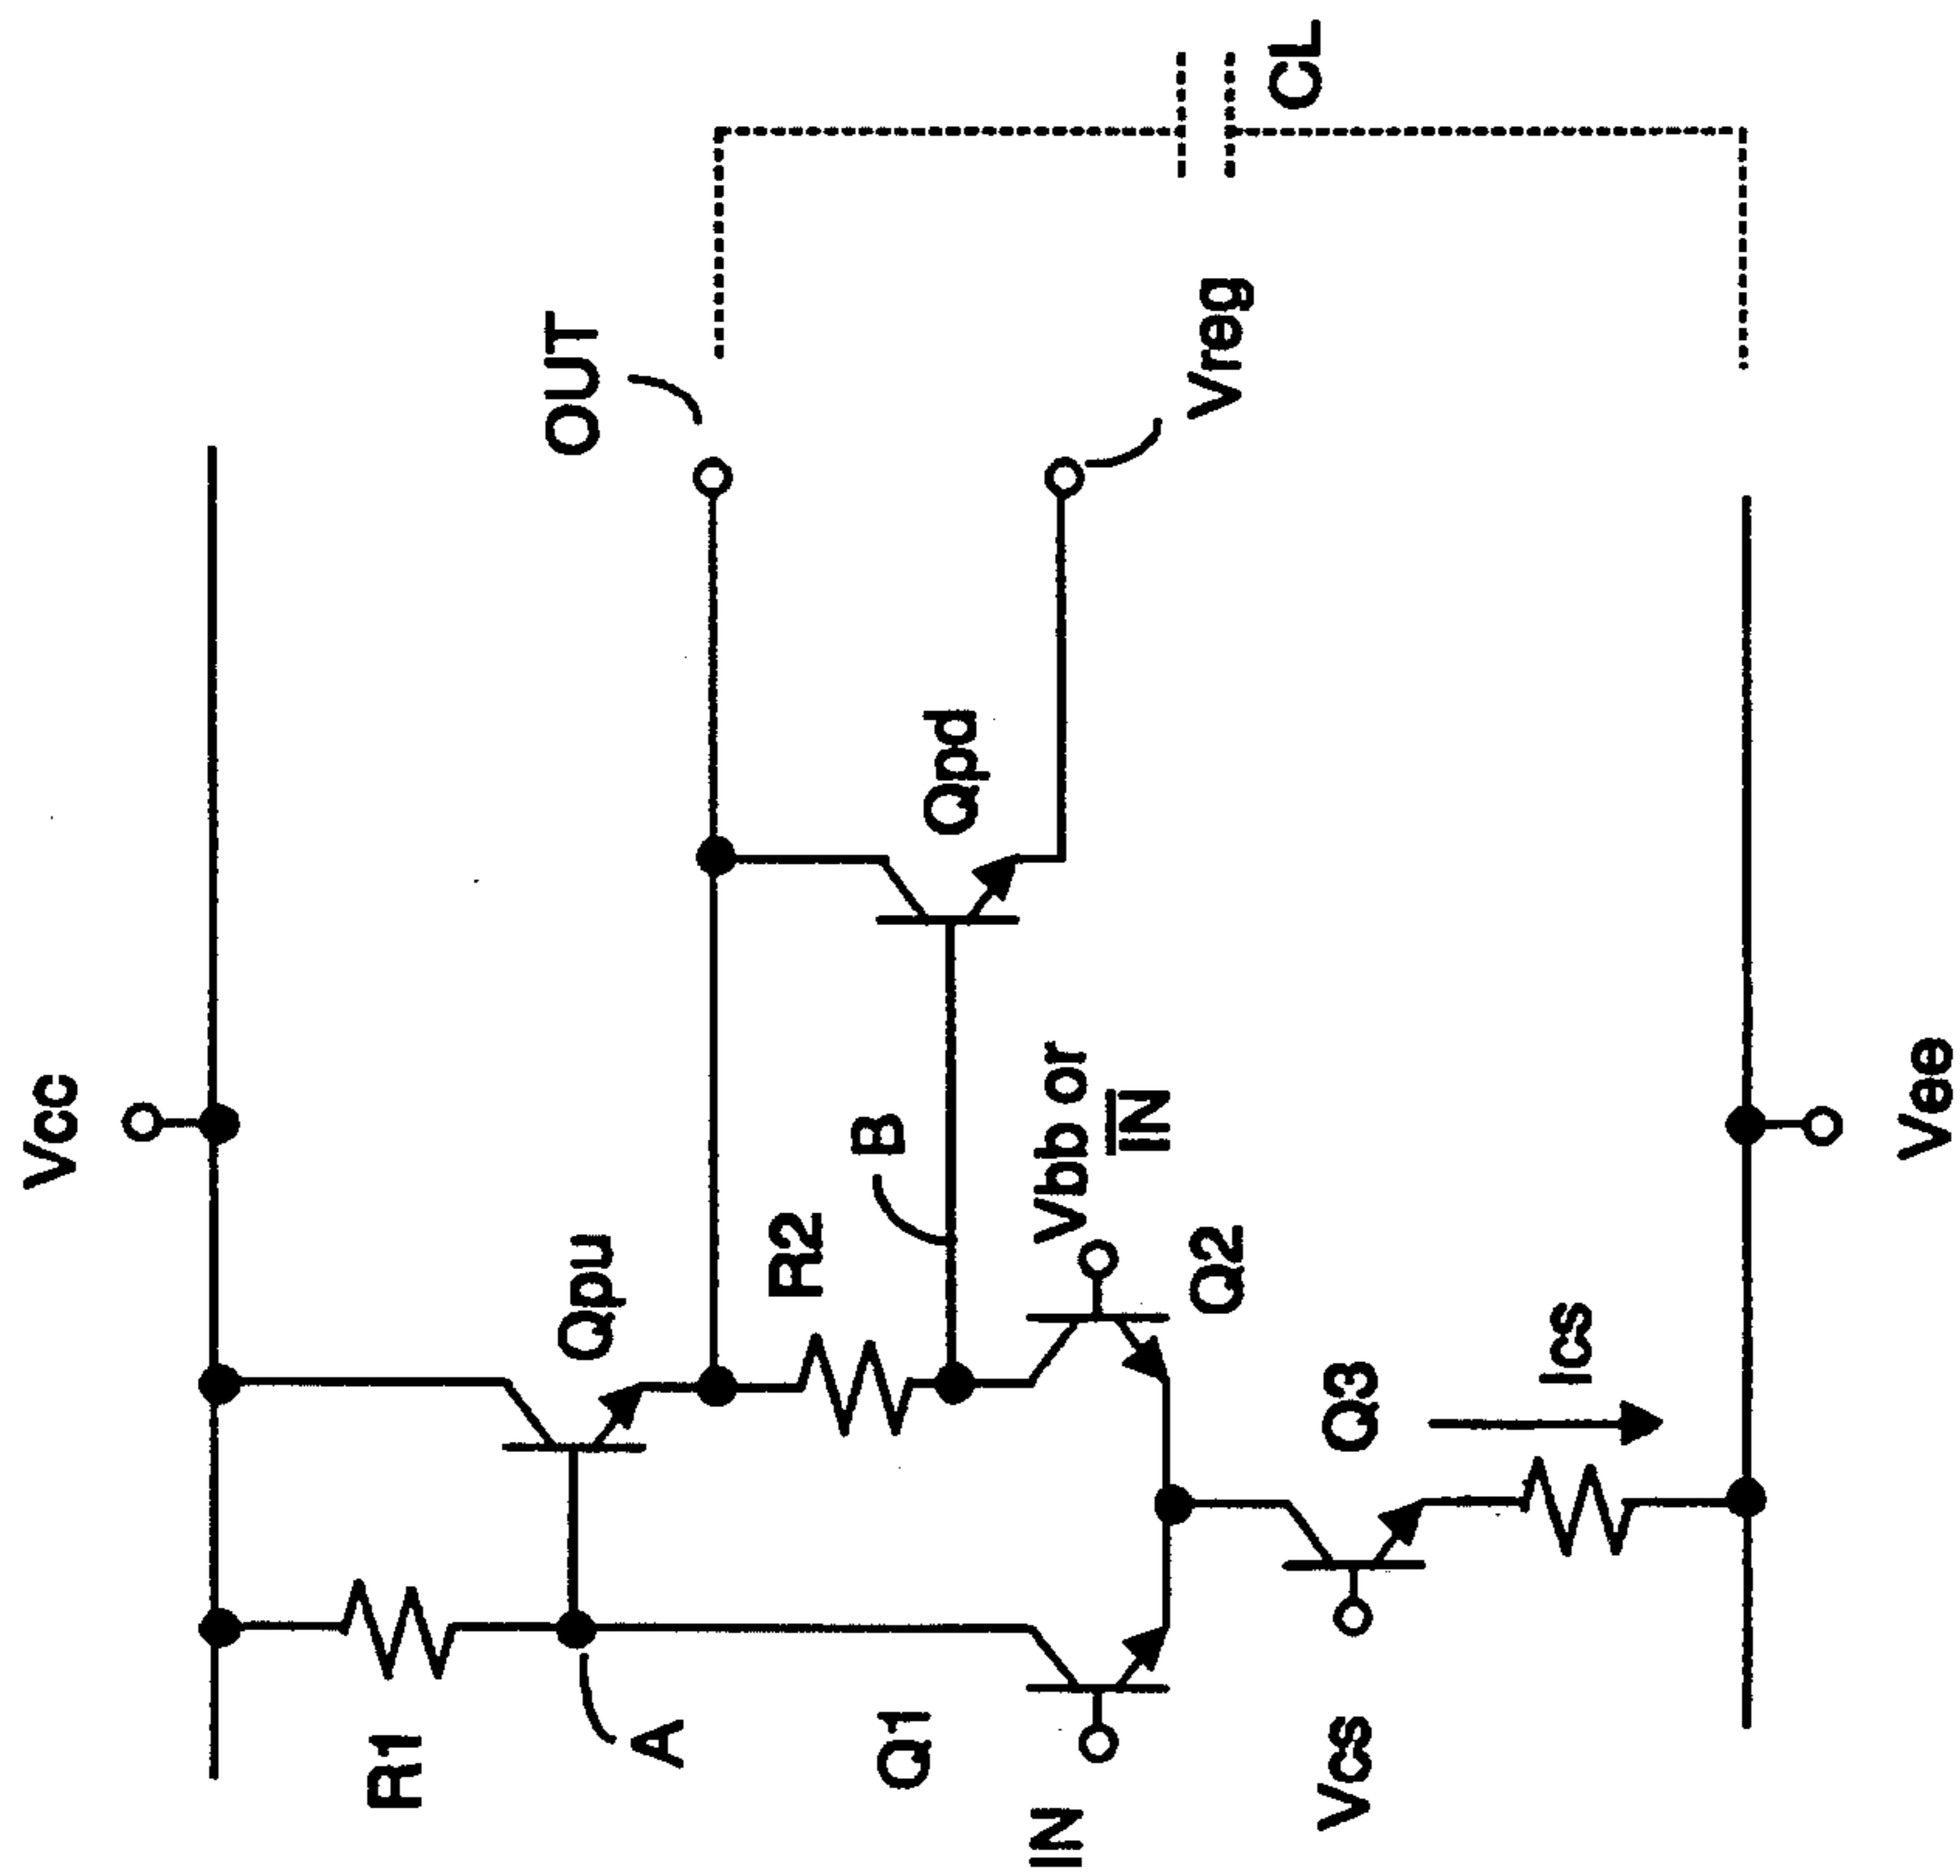 Vcc
R1
Qpu
OUT
A
R2
B
Qpd
Q1
Vbb or
IN
IN
Q2
Vreg
CL
Vcs
Q3
Ics
Vee